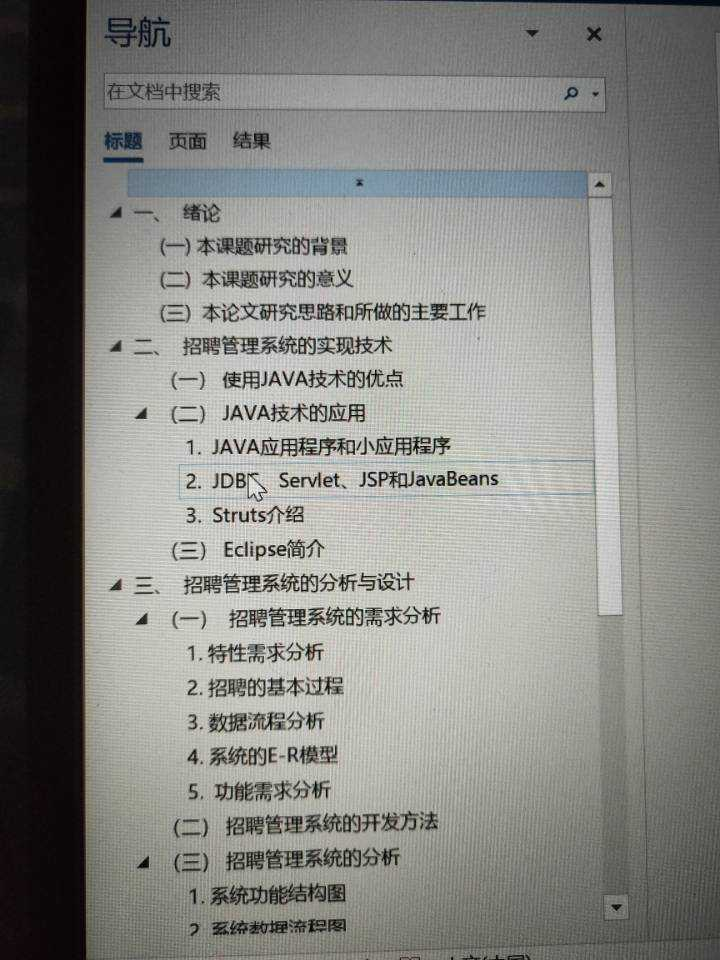 导航
在文档中搜索
标题 页面 结果
一、 绪论
(一) 本课题研究的背景
(二) 本课题研究的意义
(三) 本论文研究思路和所做的主要工作
二、 招聘管理系统的实现技术
(一) 使用JAVA技术的优点
(二) JAVA技术的应用
1. JAVA应用程序和小应用程序
2. JDB、Servlet、JSP和JavaBeans
3. Struts介绍
(三) Eclipse简介
三、 招聘管理系统的分析与设计
(一) 招聘管理系统的需求分析
1. 特性需求分析
2. 招聘的基本过程
3. 数据流程分析
4. 系统的E-R模型
5. 功能需求分析
(二) 招聘管理系统的开发方法
(三) 招聘管理系统的分析
1. 系统功能结构图
2 系统数据流程图